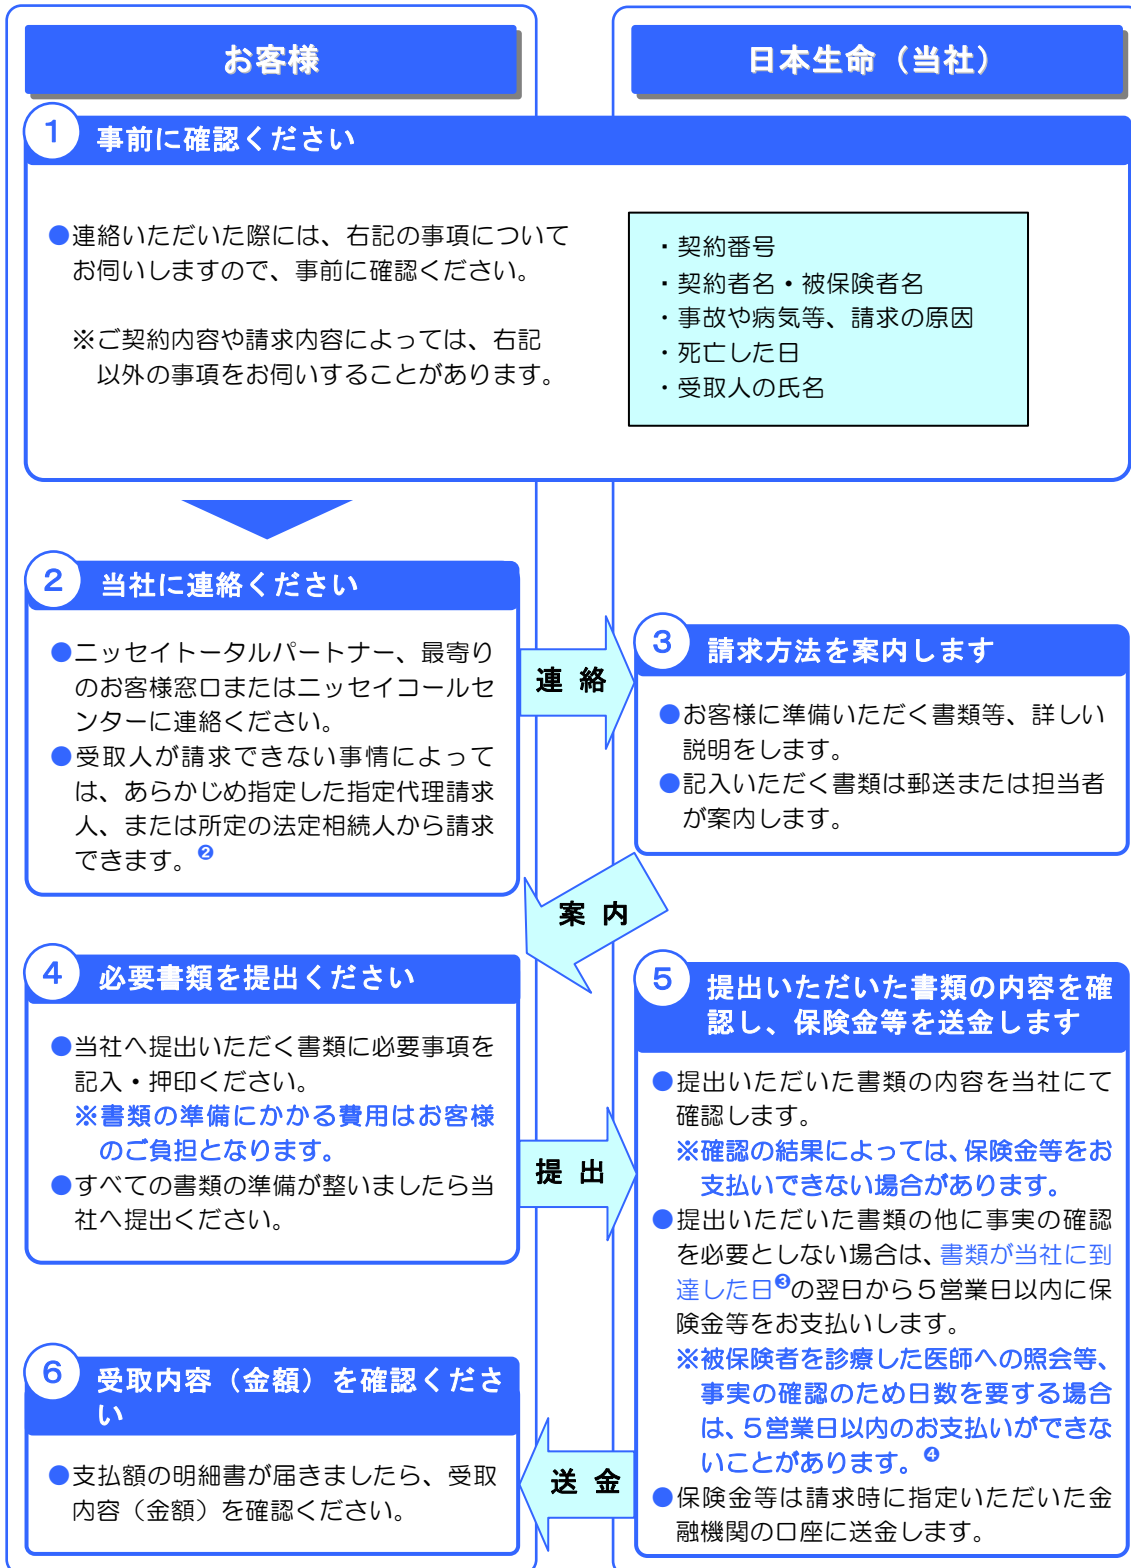 お客様
日本生命（当社）
1 事前に確認ください
●連絡いただいた際には、右記の事項について
お伺いしますので、事前に確認ください。
※ご契約内容や請求内容によっては、右記
以外の事項をお伺いすることがあります。
・契約番号
・契約者名・被保険者名
・事故や病気等、請求の原因
・死亡した日
・受取人の氏名
2 当社に連絡ください
●ニッセイトータルパートナー、最寄り
のお客様窓口またはニッセイコールセ
ンターに連絡ください。
●受取人が請求できない事情によって
は、あらかじめ指定した指定代理請求
人、または所定の法定相続人から請求
できます。❷
連 絡
3 請求方法を案内します
●お客様に準備いただく書類等、詳しい
説明をします。
●記入いただく書類は郵送または担当者
が案内します。
案 内
4 必要書類を提出ください
●当社へ提出いただく書類に必要事項を
記入・押印ください。
※書類の準備にかかる費用はお客様
のご負担となります。
●すべての書類の準備が整いましたら当
社へ提出ください。
提 出
5 提出いただいた書類の内容を確
認し、保険金等を送金します
●提出いただいた書類の内容を当社にて
確認します。
※確認の結果によっては、保険金等をお
支払いできない場合があります。
●提出いただいた書類の他に事実の確認
を必要としない場合は、書類が当社に到
達した日❸の翌日から５営業日以内に保
険金等をお支払いします。
※被保険者を診療した医師への照会等、
事実の確認のため日数を要する場合
は、５営業日以内のお支払いができな
いことがあります。❹
●保険金等は請求時に指定いただいた金
融機関の口座に送金します。
送 金
6 受取内容（金額）を確認くださ
い
●支払額の明細書が届きましたら、受取
内容（金額）を確認ください。